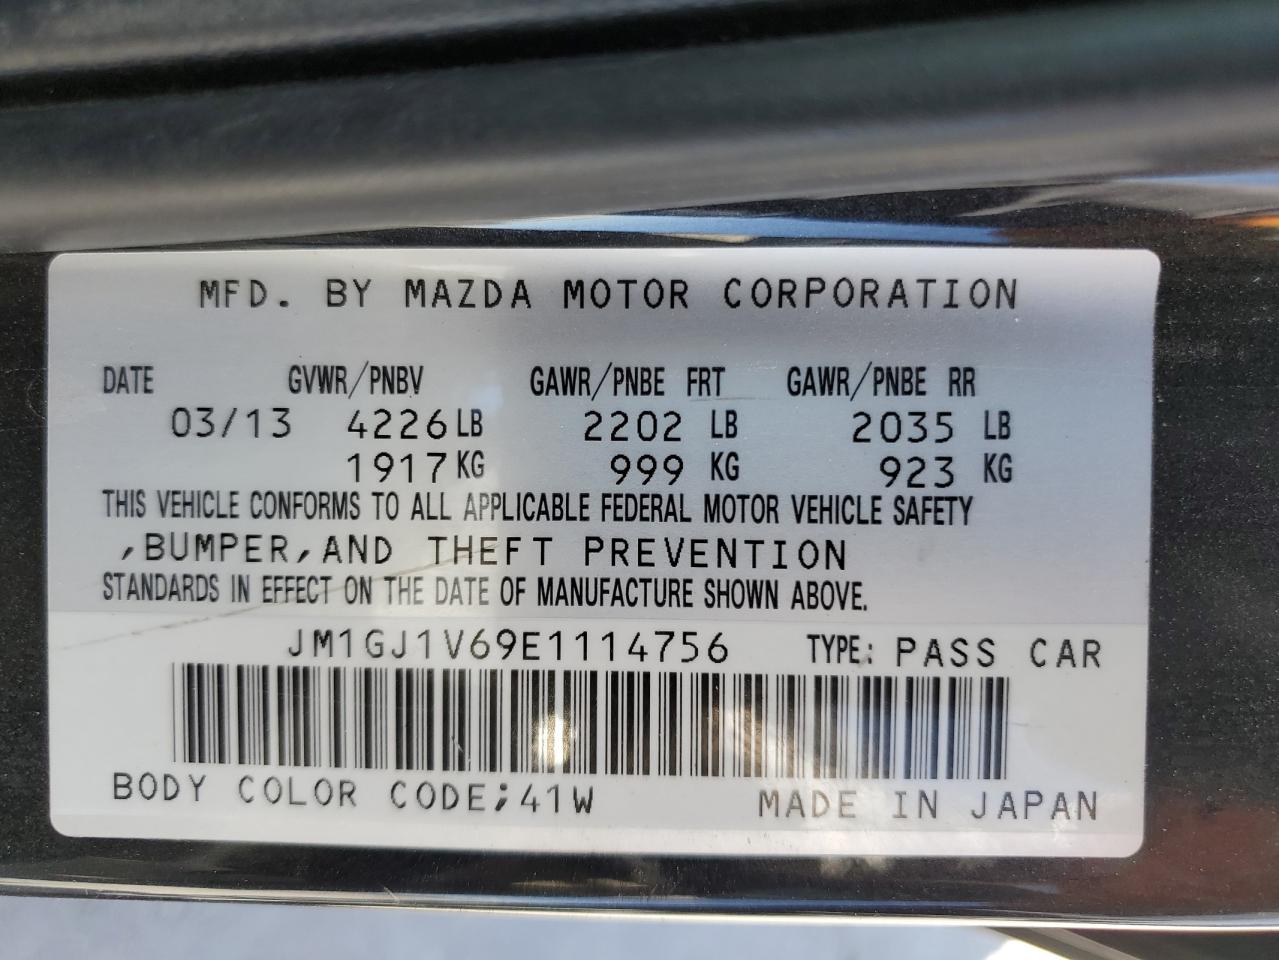 MFD. BY MAZDA MOTOR CORPORATION
DATE GVWR/PNBV GAWR/PNBE FRT GAWR/PNBE RR
03/13 4226 LB 2202 LB 2035 LB
1917 KG 999 KG 923 KG
THIS VEHICLE CONFORMS TO ALL APPLICABLE FEDERAL MOTOR VEHICLE SAFETY
,BUMPER,AND THEFT PREVENTION
STANDARDS IN EFFECT ON THE DATE OF MANUFACTURE SHOWN ABOVE.
JM1GJ1V69E1114756 TYPE: PASS CAR
BODY COLOR CODE;41W MADE IN JAPAN